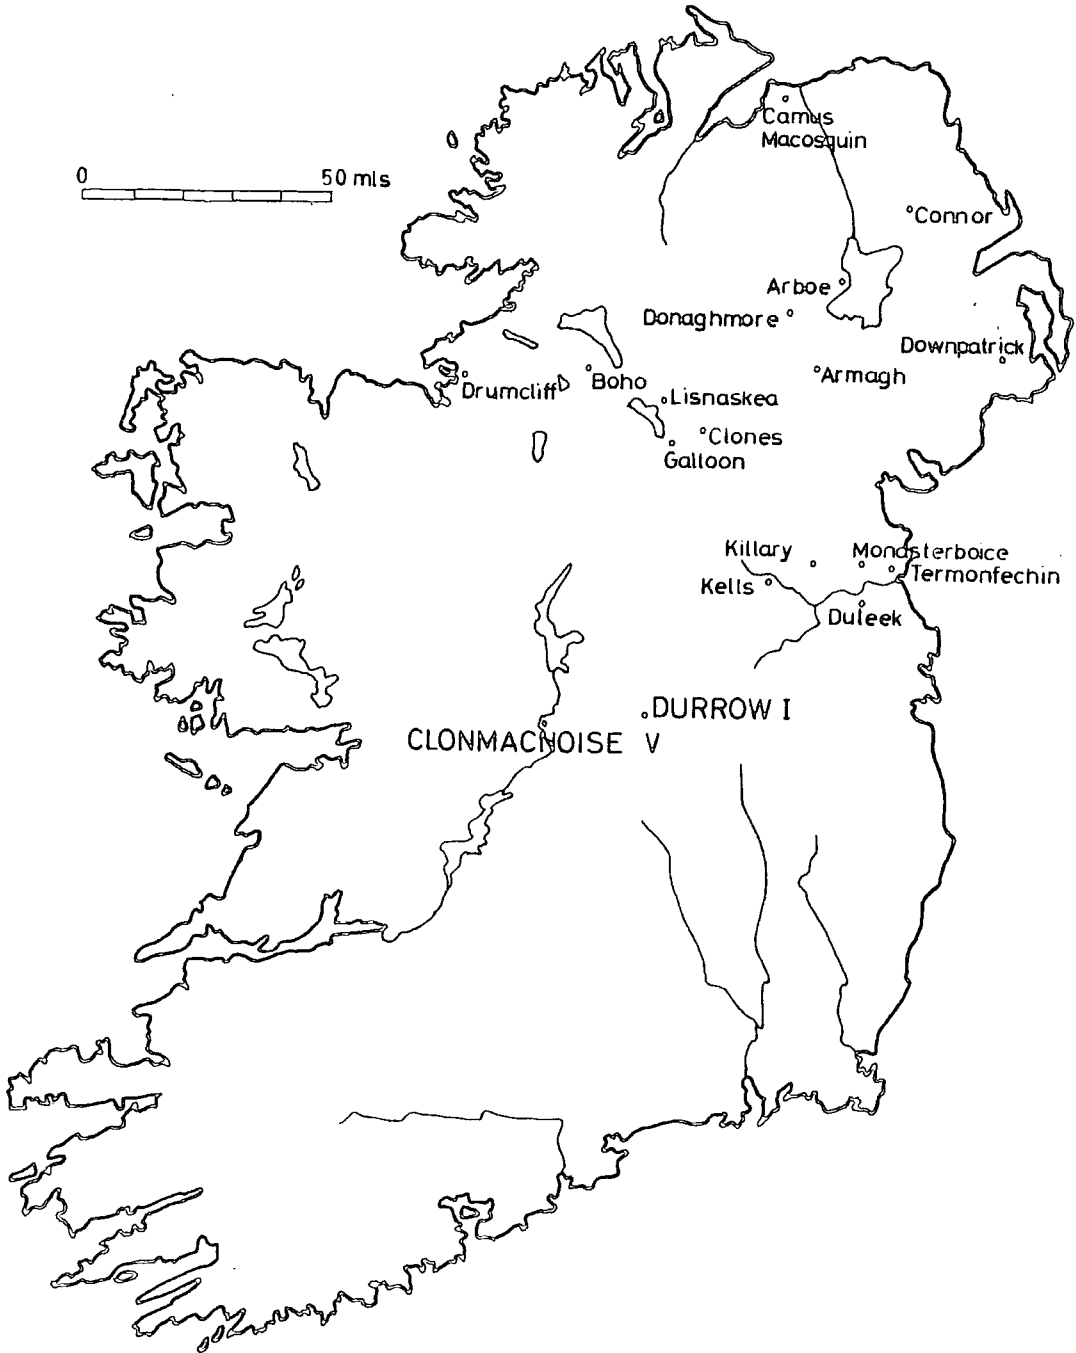 Camus
Macosquin
0 50 mls
Connor
Arboe
Donaghmore
Downpatrick
Armagh
Drumcliff
Boho
Lisnaskea
Clones
Galloon
Killary
Monasterboice
Termonfechin
Kells
Duleek
DURROW I
CLONMACNOISE V